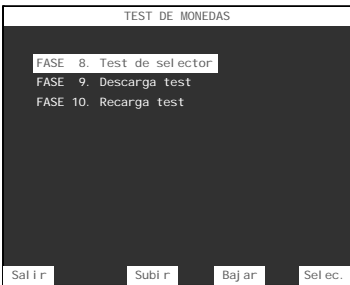 TEST DE MONEDAS
FASE 8. Test de selector
FASE 9. Descarga test
FASE 10. Recarga test
Salir Subir Bajar Selec.